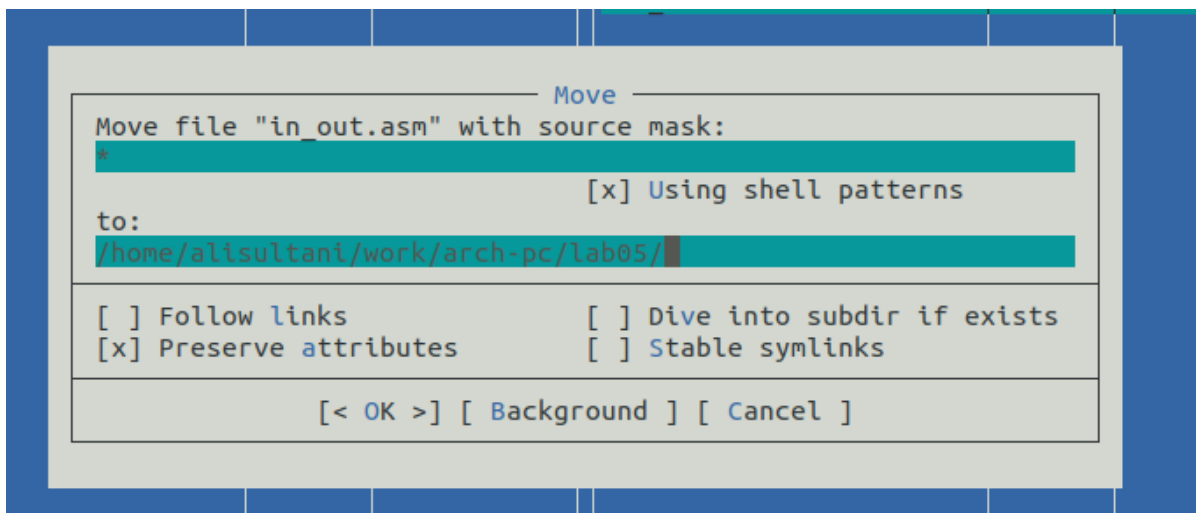 Move
Move file "in_out.asm" with source mask:
*
[x] Using shell patterns
to:
/home/alisultani/work/arch-pc/lab05/
[ ] Follow links [ ] Dive into subdir if exists
[x] Preserve attributes [ ] Stable symlinks
[< OK >] [ Background ] [ Cancel ]